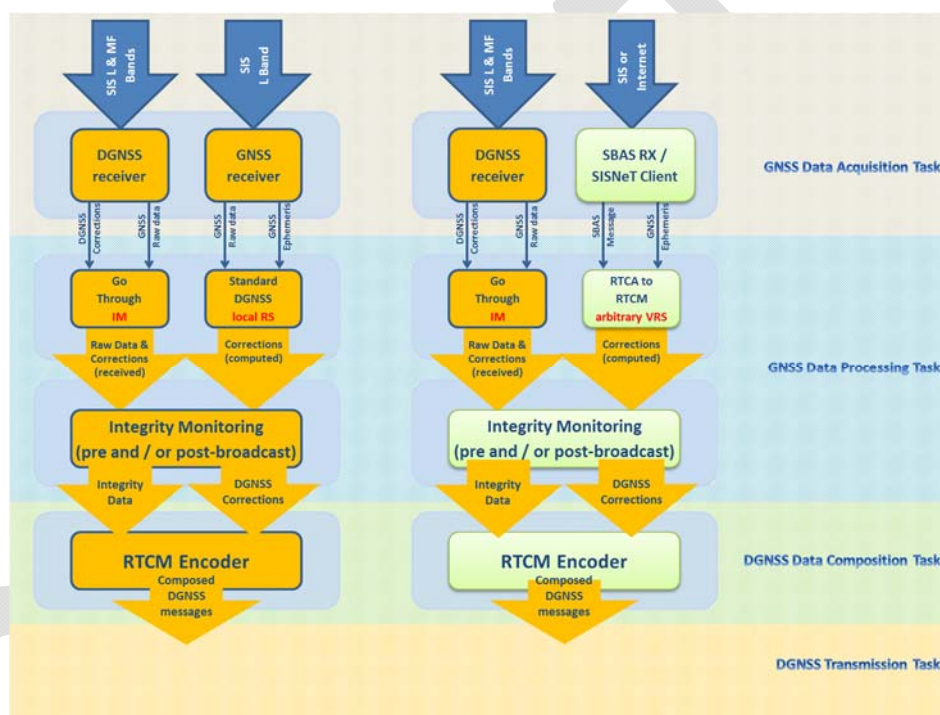 SIS L & MF
Bands
SIS
L Band
SIS L & MF
Bands
SIS or
Internet
DGNSS
receiver
GNSS
receiver
DGNSS
receiver
SBAS RX /
SISNeT Client
GNSS Data Acquisition Task
DGNSS
Corrections
GNSS
Raw data
GNSS
Raw data
GNSS
Ephemeris
DGNSS
Corrections
GNSS
Raw data
SBAS
Message
GNSS
Ephemeris
Go
Through
IM
Standard
DGNSS
local RS
Go
Through
IM
RTCA to
RTCM
arbitrary VRS
Raw Data &
Corrections
(received)
Corrections
(computed)
Raw Data &
Corrections
(received)
Corrections
(computed)
GNSS Data Processing Task
Integrity Monitoring
(pre and / or post-broadcast)
Integrity Monitoring
(pre and / or post-broadcast)
Integrity
Data
DGNSS
Corrections
Integrity
Data
DGNSS
Corrections
RTCM Encoder
RTCM Encoder
DGNSS Data Composition Task
Composed
DGNSS
messages
Composed
DGNSS
messages
DGNSS Transmission Task